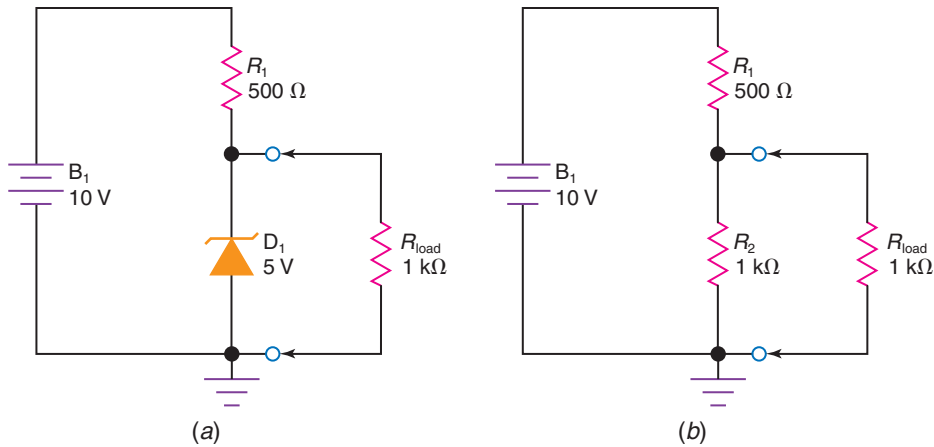 R1
500 Ω
B1
10 V
D1
5 V
Rload
1 kΩ
(a)
R1
500 Ω
B1
10 V
R2
1 kΩ
Rload
1 kΩ
(b)